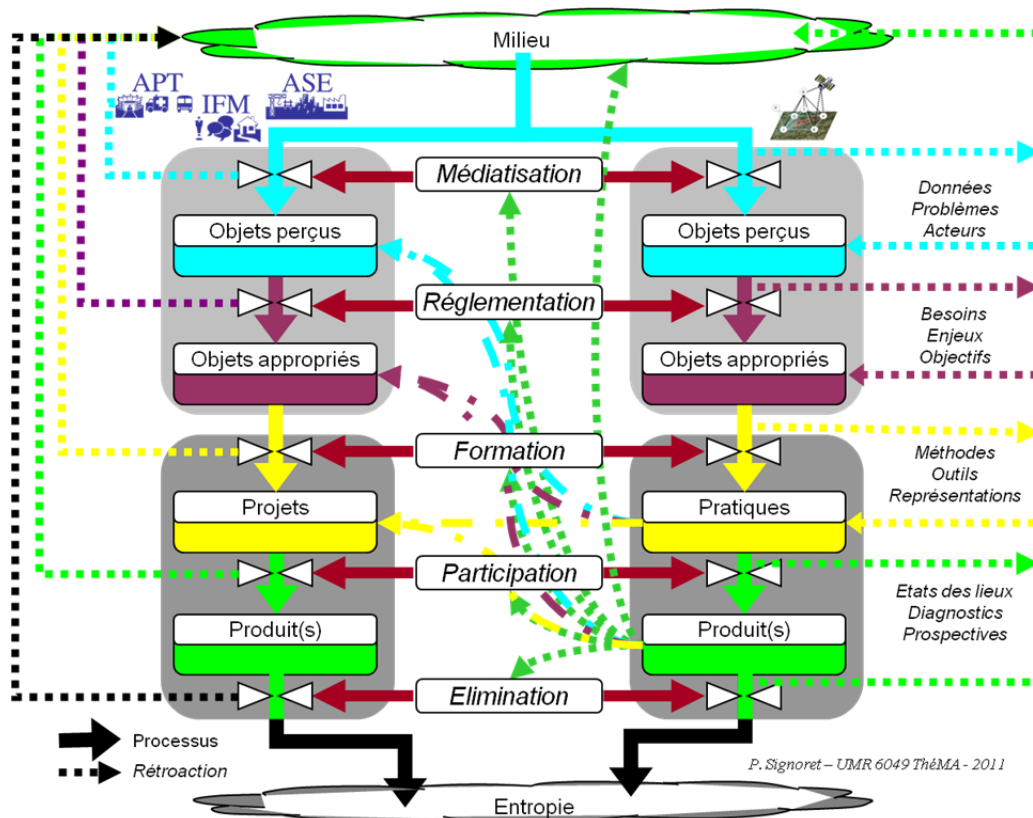 Milieu
APT
ASE
IFM
Médiatisation
Objets perçus
Objets perçus
Données
Problèmes
Acteurs
Réglementation
Objets appropriés
Objets appropriés
Besoins
Enjeux
Objectifs
Formation
Projets
Pratiques
Méthodes
Outils
Représentations
Participation
Produit(s)
Produit(s)
Etats des lieux
Diagnostics
Prospectives
Elimination
Processus
Rétroaction
P. Signoret – UMR 6049 ThéMA - 2011
Entropie